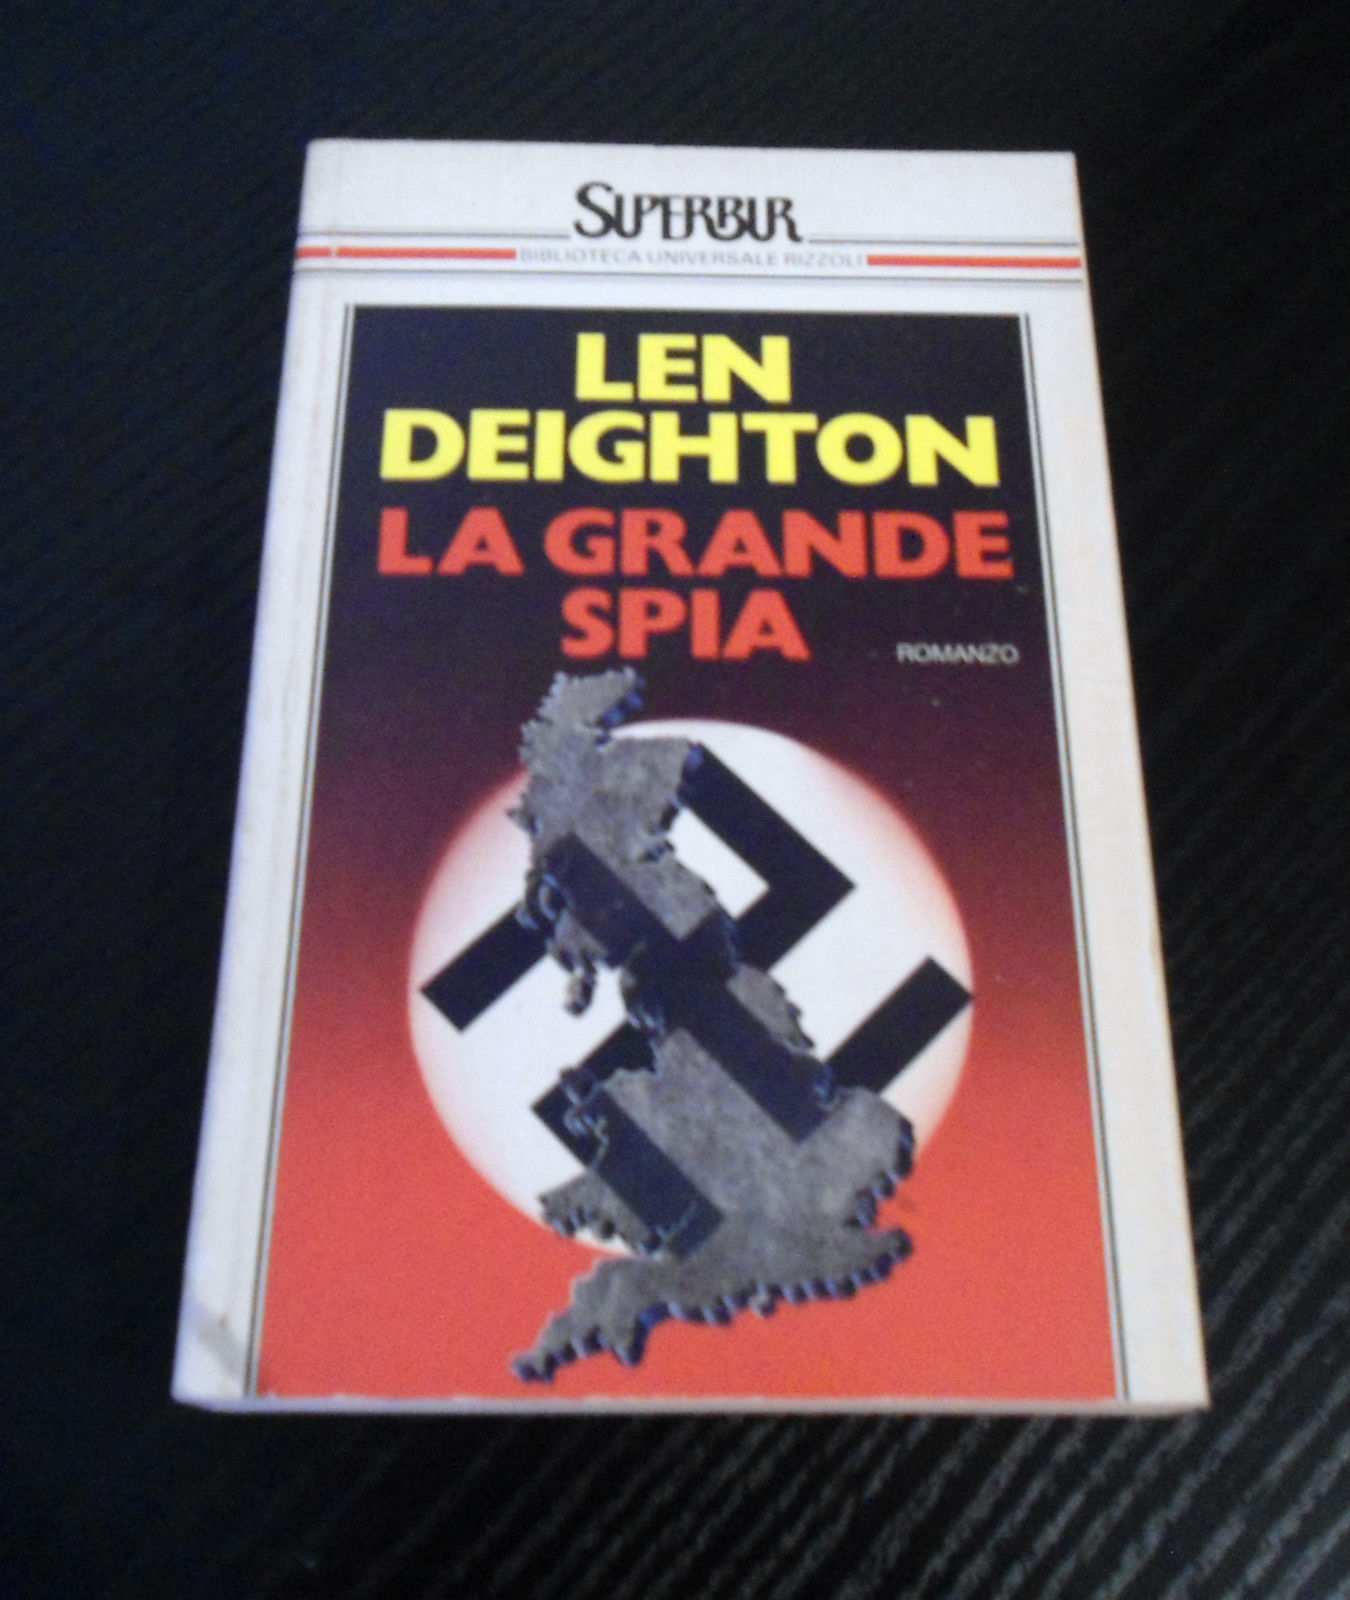 SUPERBUR
BIBLIOTECA UNIVERSALE RIZZOLI
LEN
DEIGHTON
LA GRANDE
SPIA
ROMANZO